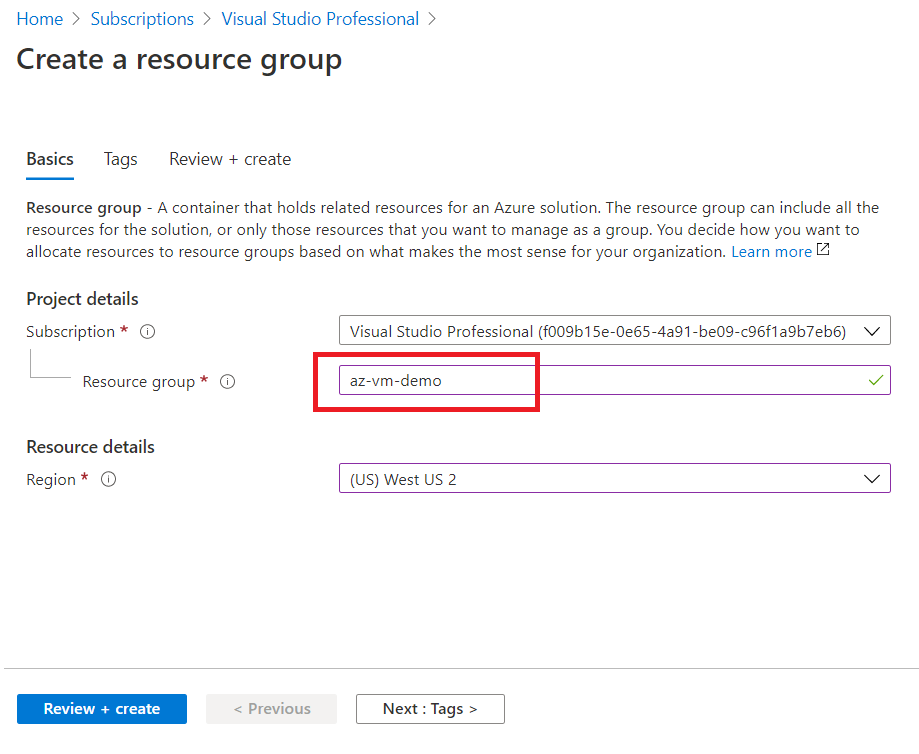 Home > Subscriptions > Visual Studio Professional >
Create a resource group
Basics Tags Review + create
Resource group - A container that holds related resources for an Azure solution. The resource group can include all the
resources for the solution, or only those resources that you want to manage as a group. You decide how you want to
allocate resources to resource groups based on what makes the most sense for your organization. Learn more
Project details
Subscription * Visual Studio Professional (f009b15e-0e65-4a91-be09-c96f1a9b7eb6)
Resource group * az-vm-demo
Resource details
Region * (US) West US 2
Review + create < Previous Next : Tags >